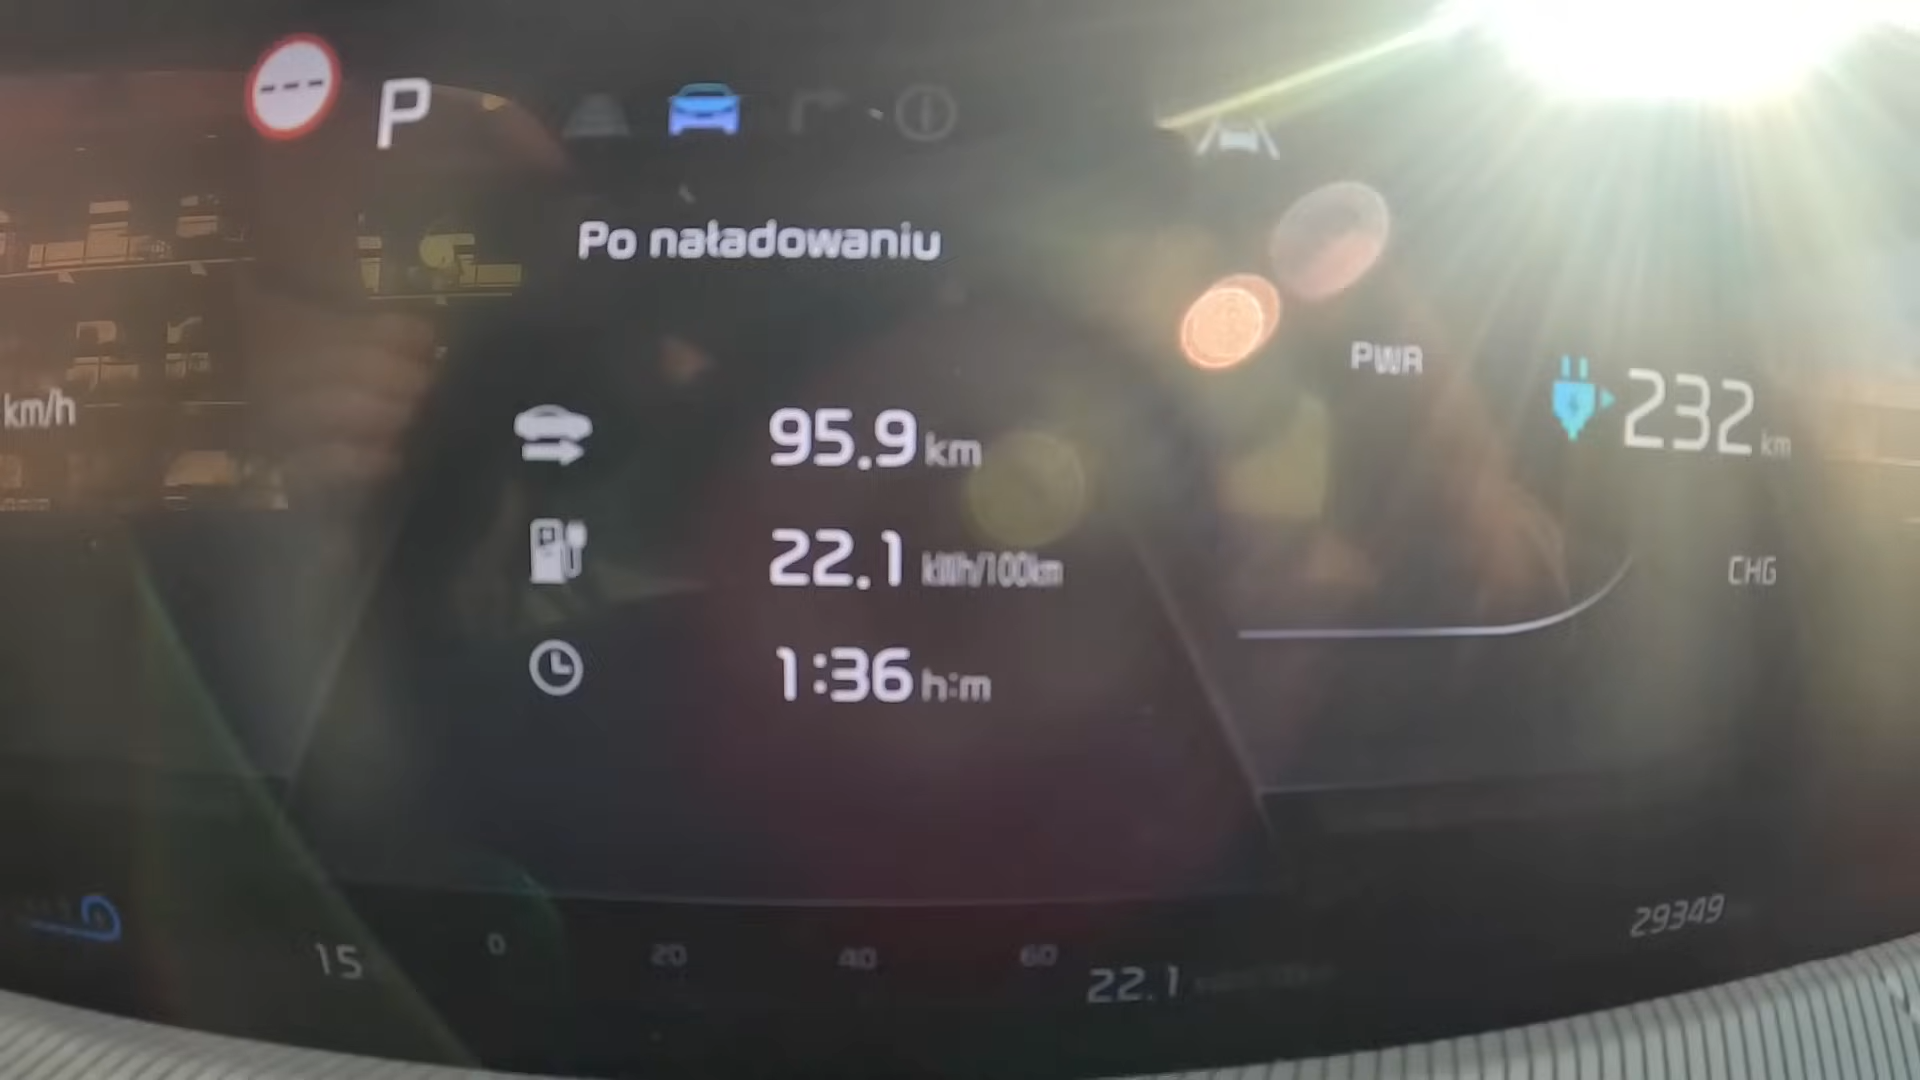 ---
P
Po naładowaniu
PWR
km/h
95.9 km
232 km
22.1 kWh/100km
CHG
1:36 h:m
29349
15
0
20
40
60
22.1